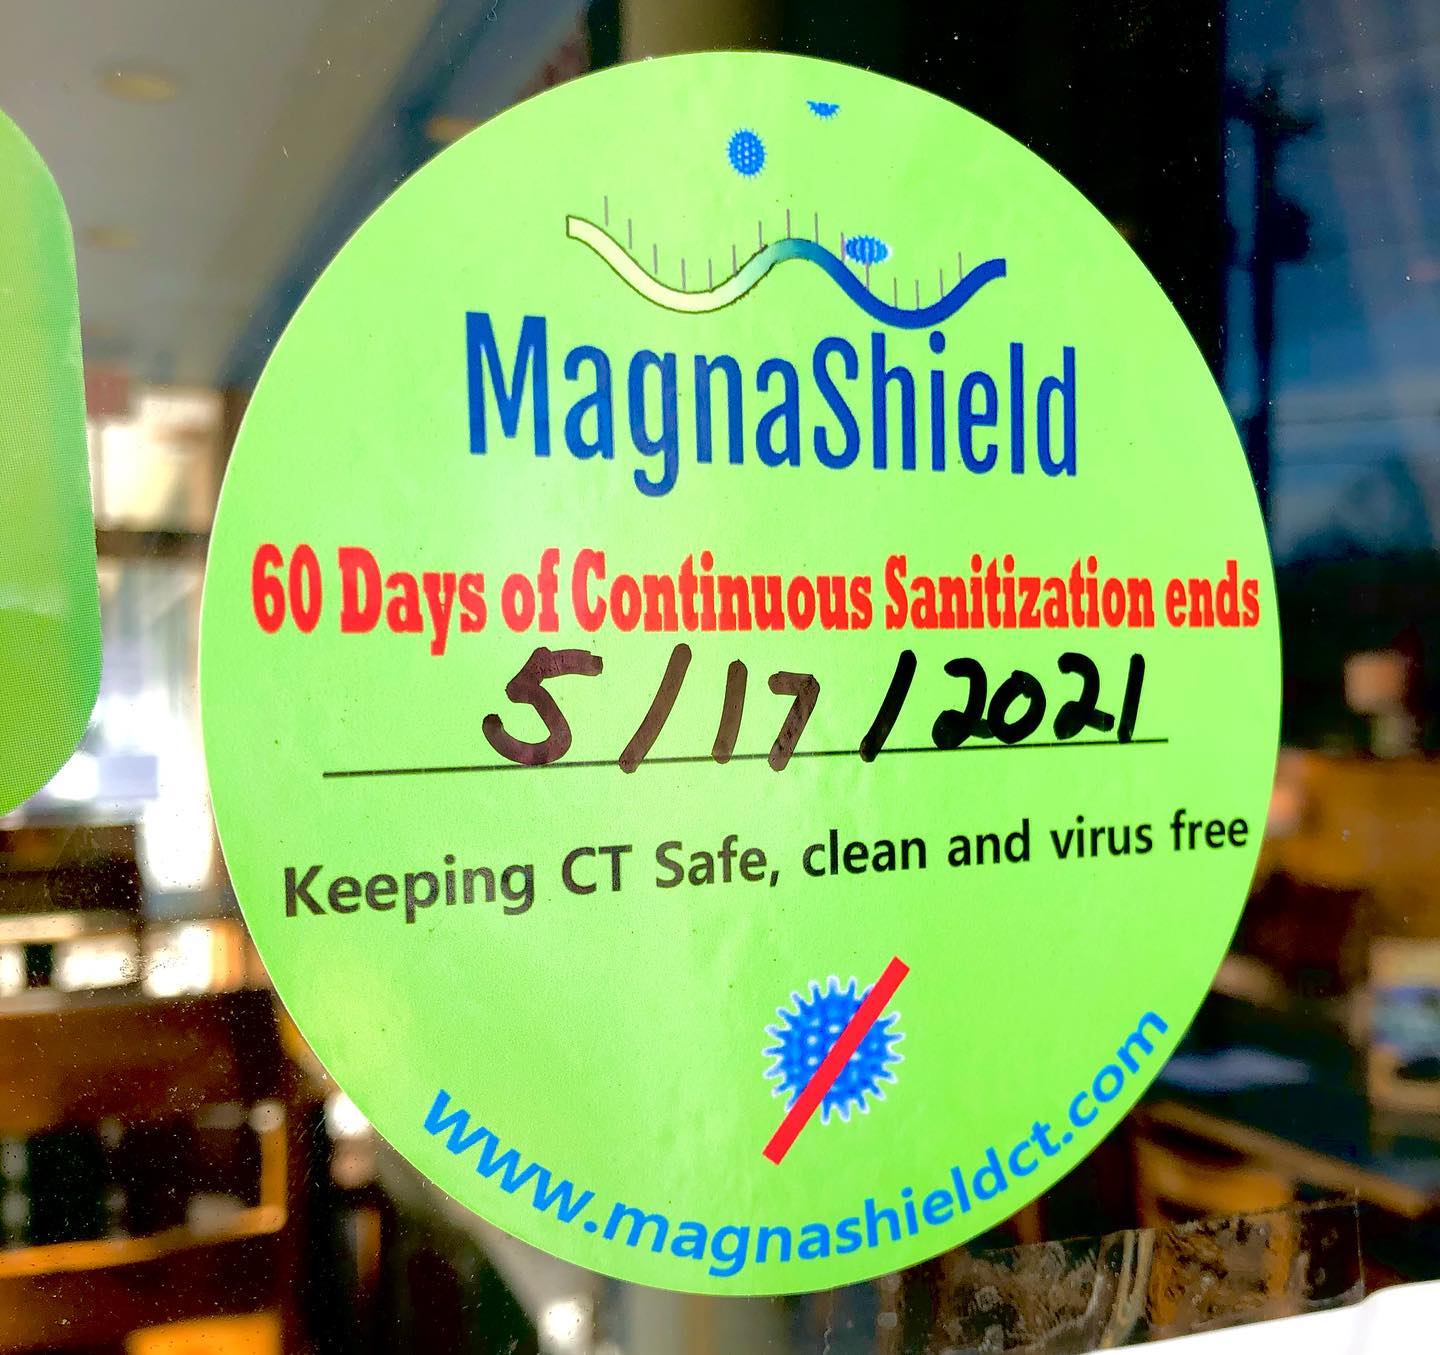 MagnaShield
60 Days of Continuous Sanitization ends
5/17/2021
Keeping CT Safe, clean and virus free
www.magnashieldct.com